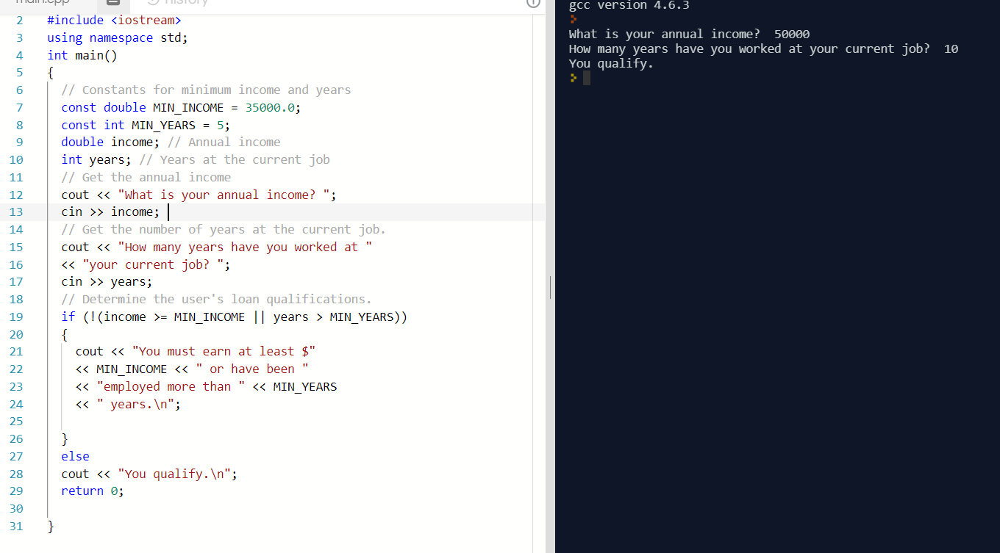 main.cpp
History
2 #include <iostream>
3 using namespace std;
4 int main()
5 {
6 // Constants for minimum income and years
7 const double MIN_INCOME = 35000.0;
8 const int MIN_YEARS = 5;
9 double income; // Annual income
10 int years; // Years at the current job
11 // Get the annual income
12 cout << "What is your annual income? ";
13 cin >> income;
14 // Get the number of years at the current job.
15 cout << "How many years have you worked at "
16 << "your current job? ";
17 cin >> years;
18 // Determine the user's loan qualifications.
19 if (!(income >= MIN_INCOME || years > MIN_YEARS))
20 {
21 cout << "You must earn at least $"
22 << MIN_INCOME << " or have been "
23 << "employed more than " << MIN_YEARS
24 << " years.\n";
25
26 }
27 else
28 cout << "You qualify.\n";
29 return 0;
30
31 }
gcc version 4.6.3
What is your annual income?  50000
How many years have you worked at your current job?  10
You qualify.